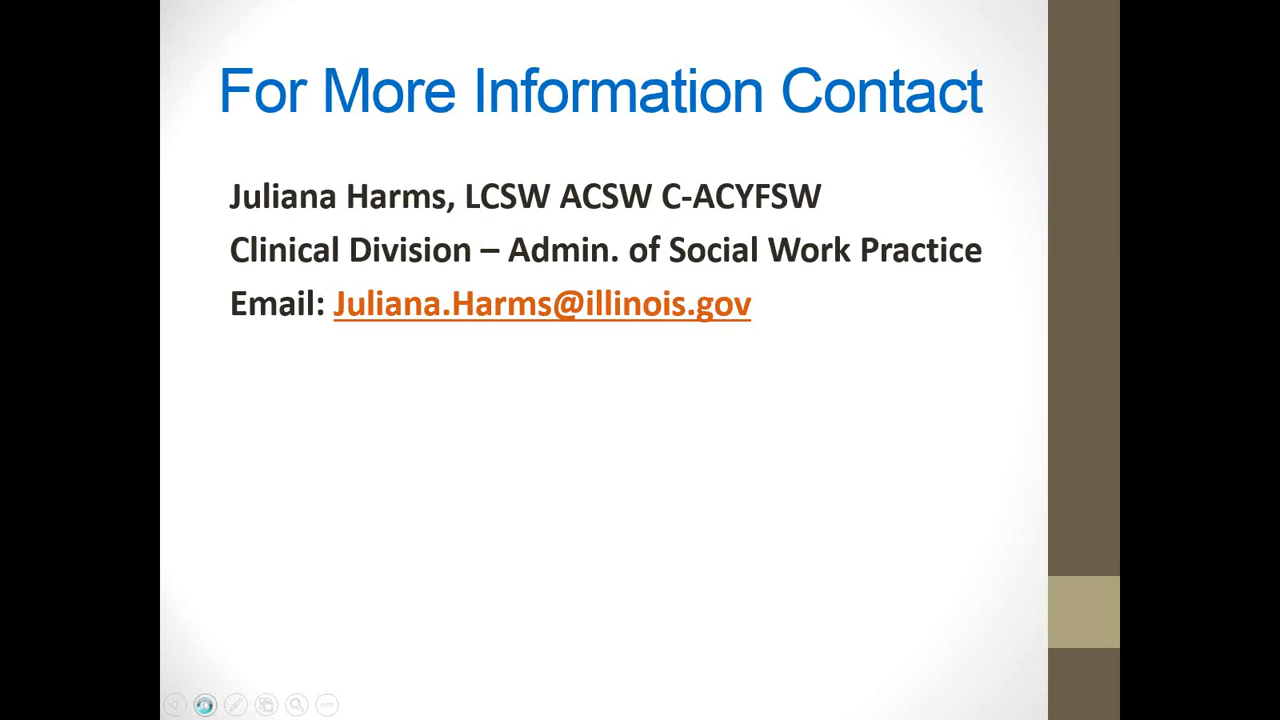 For More Information Contact
Juliana Harms, LCSW ACSW C-ACYFSW
Clinical Division – Admin. of Social Work Practice
Email: Juliana.Harms@illinois.gov